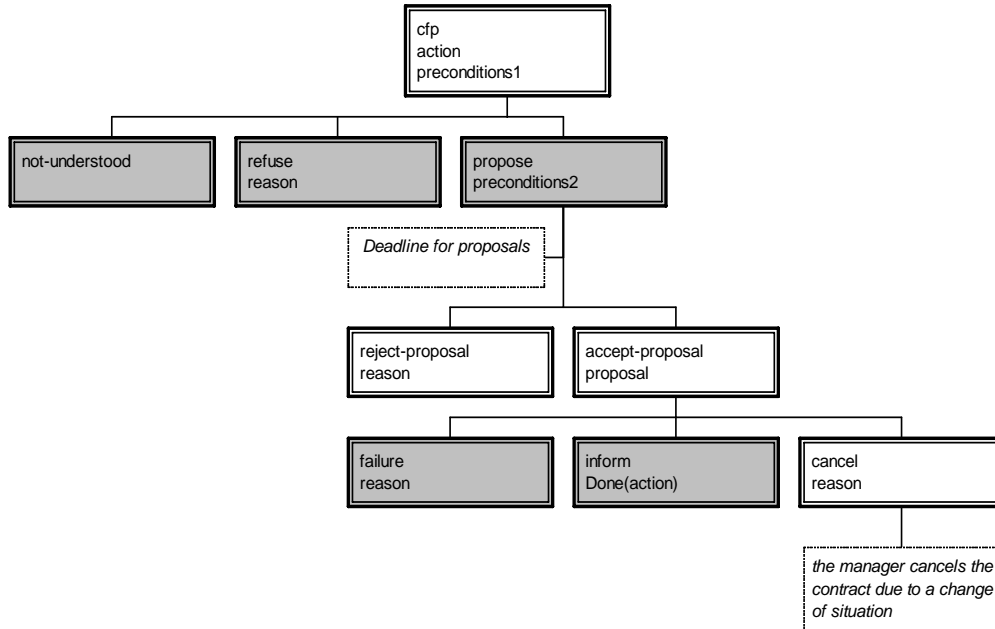 cfp
action
preconditions1
not-understood
refuse
reason
propose
preconditions2
Deadline for proposals
reject-proposal
reason
accept-proposal
proposal
failure
reason
inform
Done(action)
cancel
reason
the manager cancels the
contract due to a change
of situation